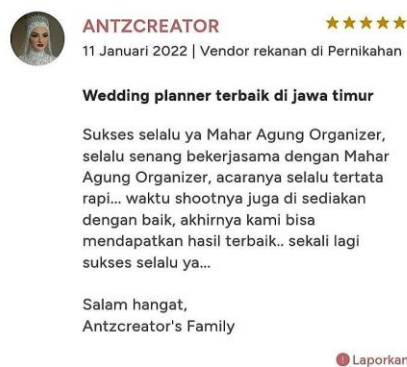 ANTZCREATOR
11 Januari 2022 | Vendor rekanan di Pernikahan
Wedding planner terbaik di jawa timur
Sukses selalu ya Mahar Agung Organizer,
selalu senang bekerjasama dengan Mahar
Agung Organizer, acaranya selalu tertata
rapi... waktu shootnya juga di sediakan
dengan baik, akhirnya kami bisa
mendapatkan hasil terbaik.. sekali lagi
sukses selalu ya...
Salam hangat,
Antzcreator's Family
Laporkan